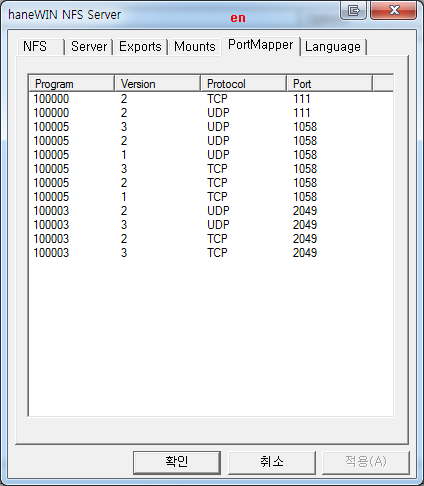 haneWIN NFS Server
en
NFS Server Exports Mounts PortMapper Language
Program Version Protocol Port
100000 2 TCP 111
100000 2 UDP 111
100005 3 UDP 1058
100005 2 UDP 1058
100005 1 UDP 1058
100005 3 TCP 1058
100005 2 TCP 1058
100005 1 TCP 1058
100003 2 UDP 2049
100003 3 UDP 2049
100003 2 TCP 2049
100003 3 TCP 2049
확인 취소 적용(A)